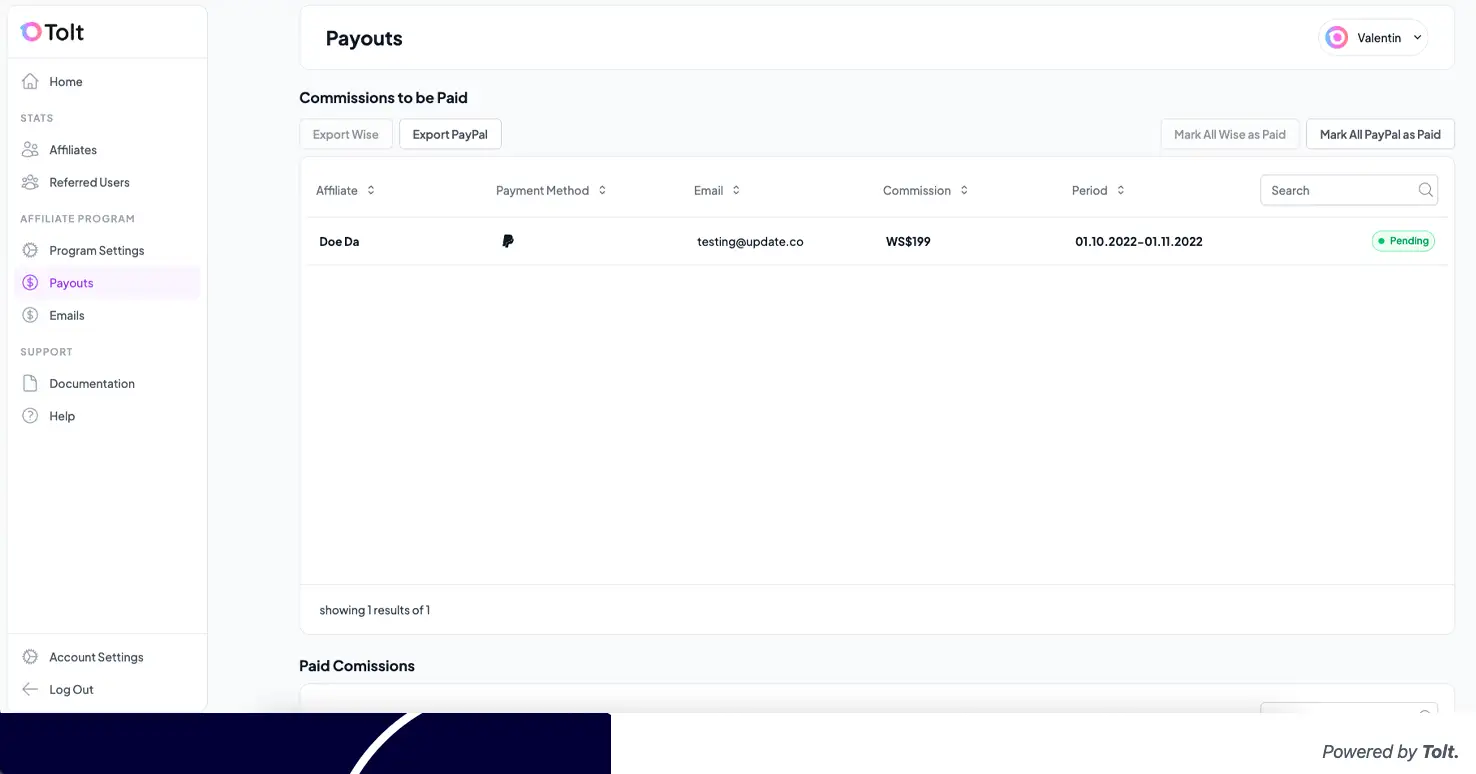 Tolt
Home
STATS
Affiliates
Referred Users
AFFILIATE PROGRAM
Program Settings
Payouts
Emails
SUPPORT
Documentation
Help
Account Settings
Log Out
Payouts
Valentin
Commissions to be Paid
Export Wise Export PayPal Mark All Wise as Paid Mark All PayPal as Paid
Affiliate Payment Method Email Commission Period Search
Doe Da testing@update.co WS$199 01.10.2022-01.11.2022 Pending
showing 1 results of 1
Paid Comissions
Powered by Tolt.